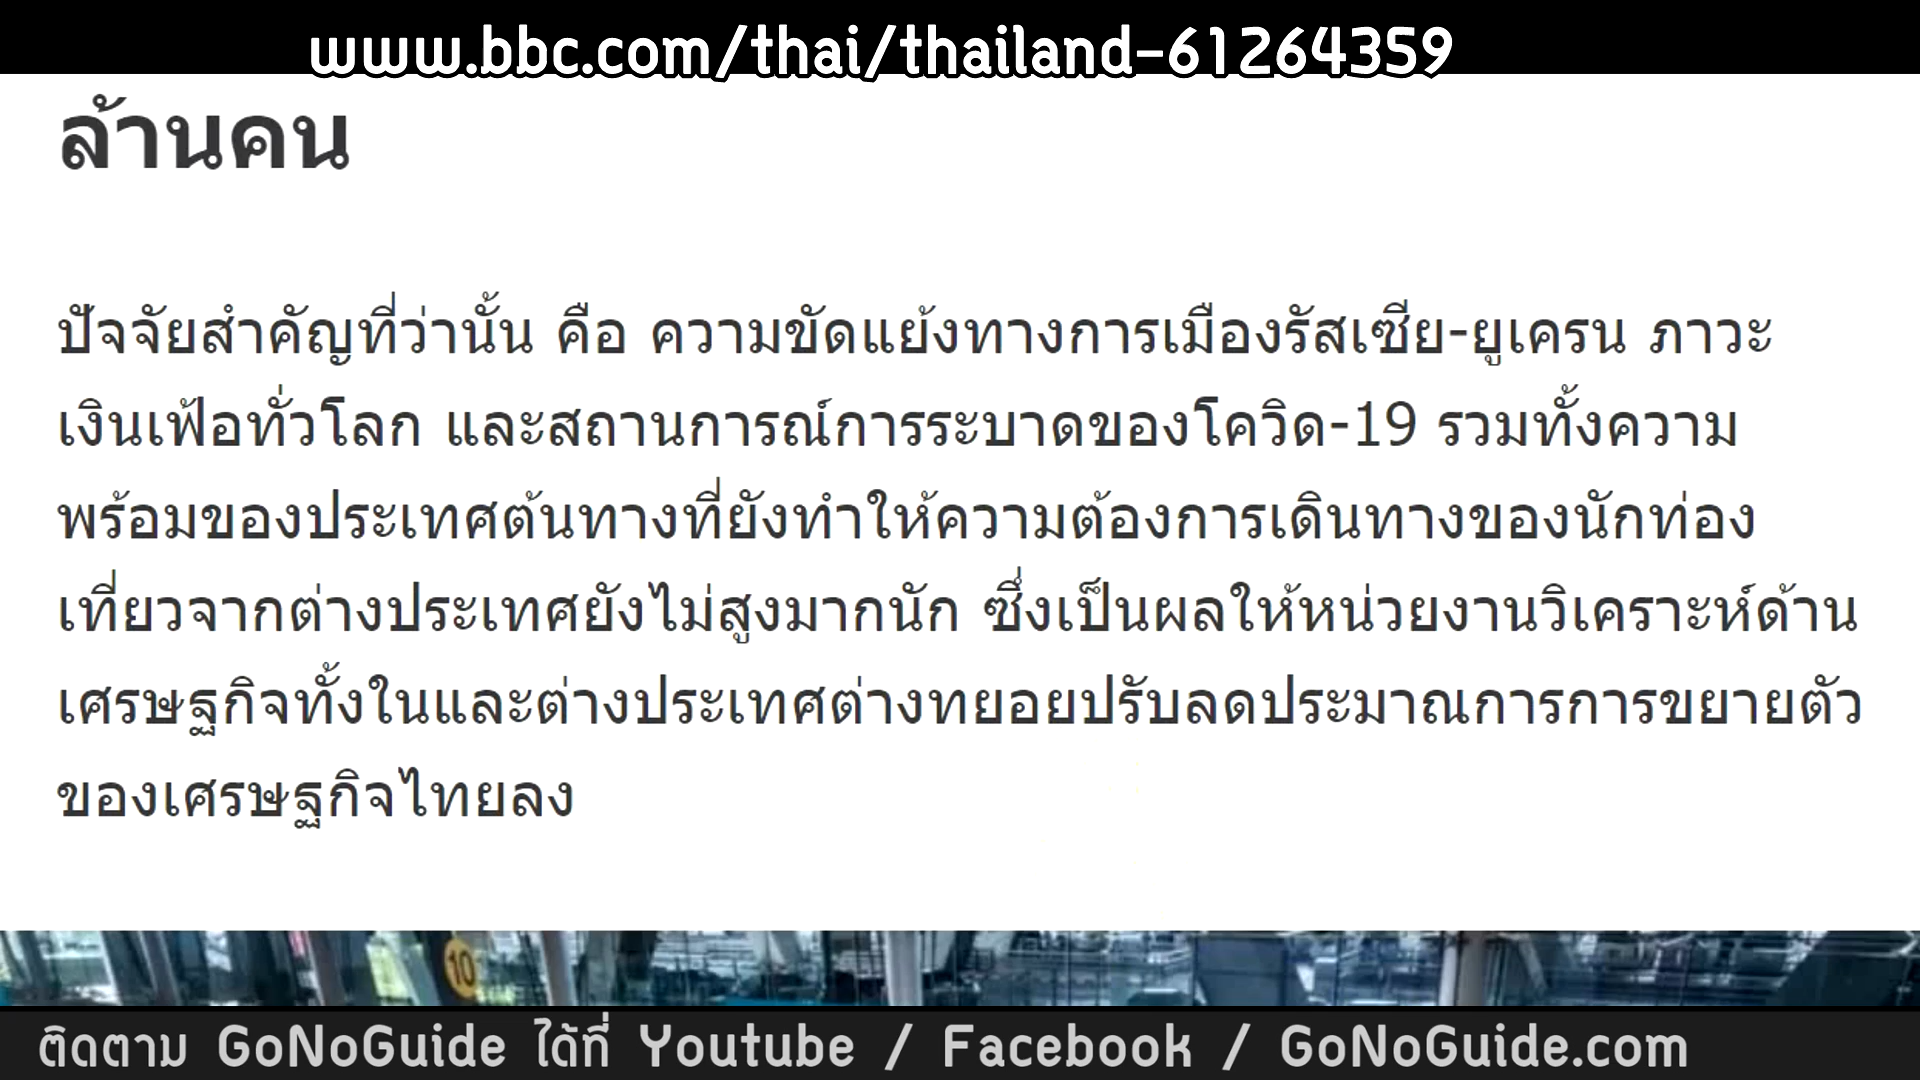 www.bbc.com/thai/thailand-61264359
ล้านคน
ปัจจัยสำคัญที่ว่านั้น คือ ความขัดแย้งทางการเมืองรัสเซีย-ยูเครน ภาวะ
เงินเฟ้อทั่วโลก และสถานการณ์การระบาดของโควิด-19 รวมทั้งความ
พร้อมของประเทศต้นทางที่ยังทำให้ความต้องการเดินทางของนักท่อง
เที่ยวจากต่างประเทศยังไม่สูงมากนัก ซึ่งเป็นผลให้หน่วยงานวิเคราะห์ด้าน
เศรษฐกิจทั้งในและต่างประเทศต่างทยอยปรับลดประมาณการการขยายตัว
ของเศรษฐกิจไทยลง
10
ติดตาม GoNoGuide ได้ที่ Youtube / Facebook / GoNoGuide.com